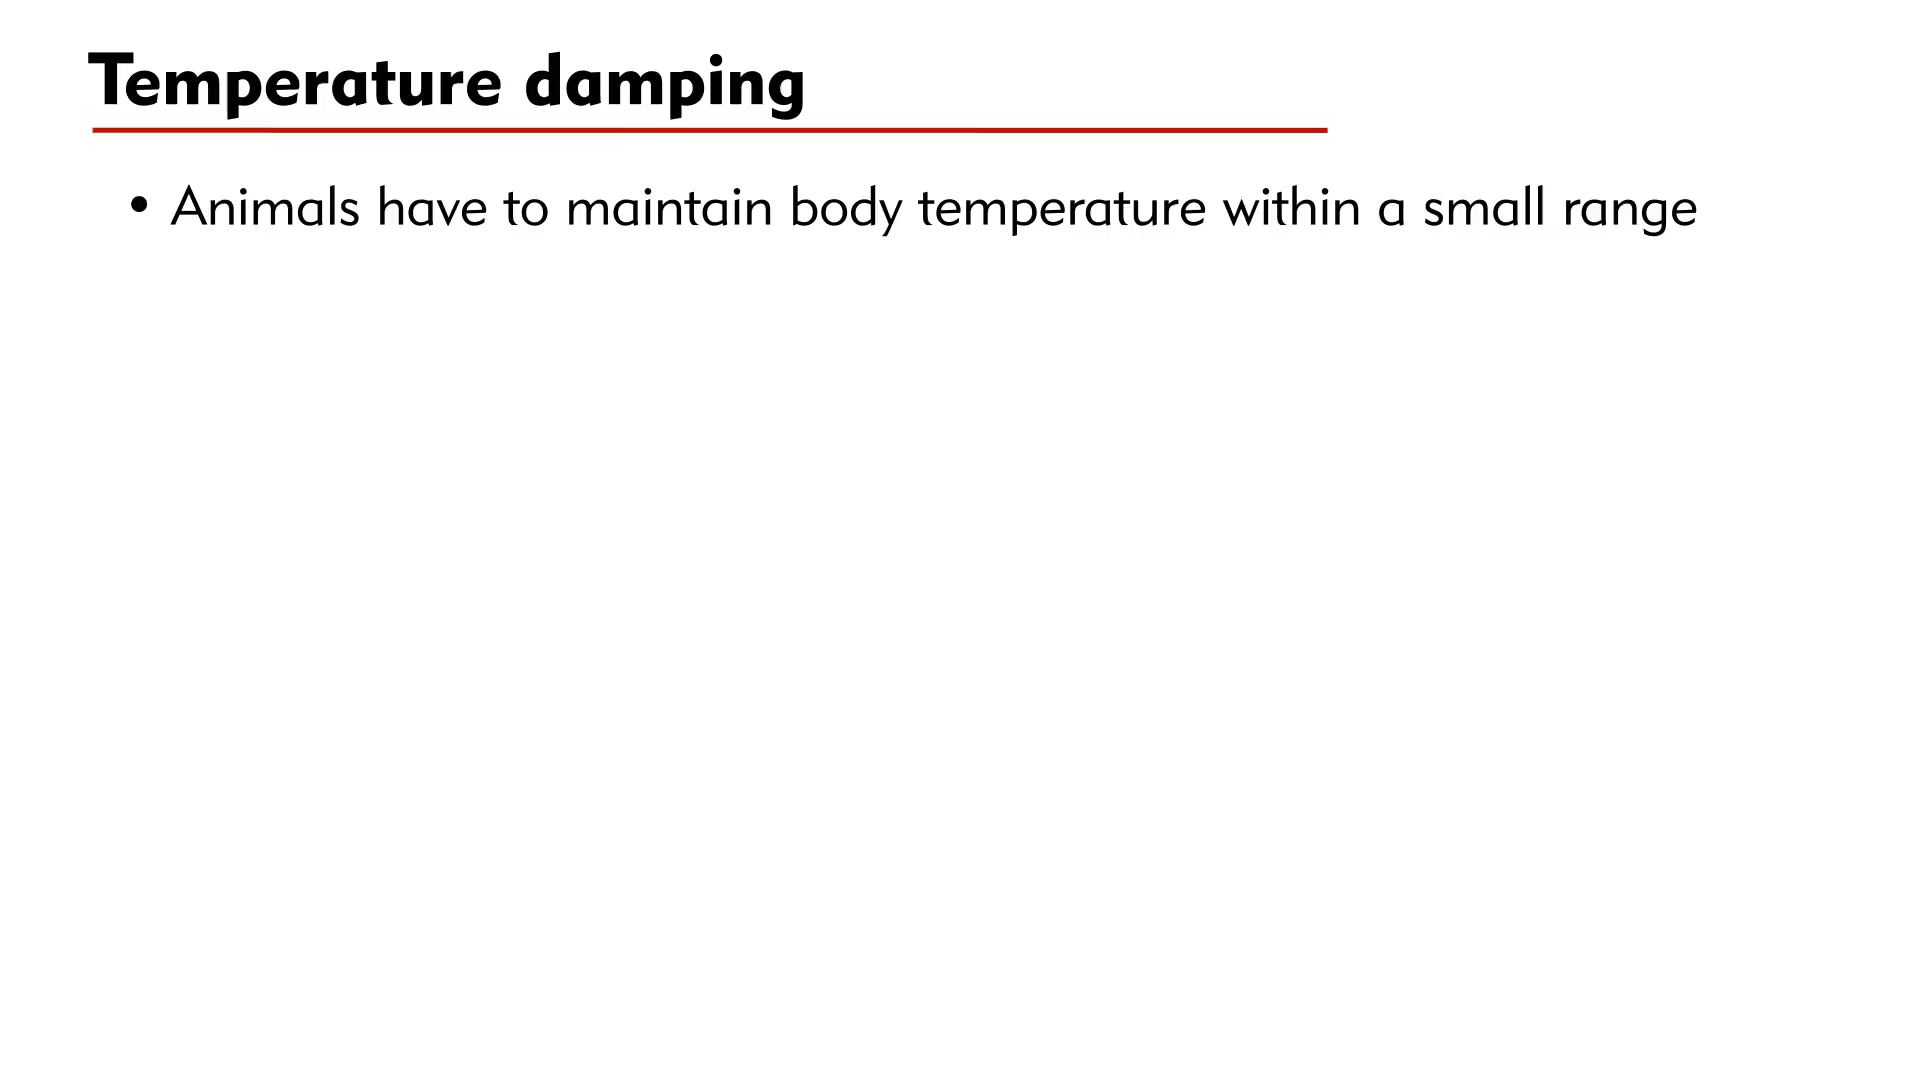 Temperature damping
• Animals have to maintain body temperature within a small range